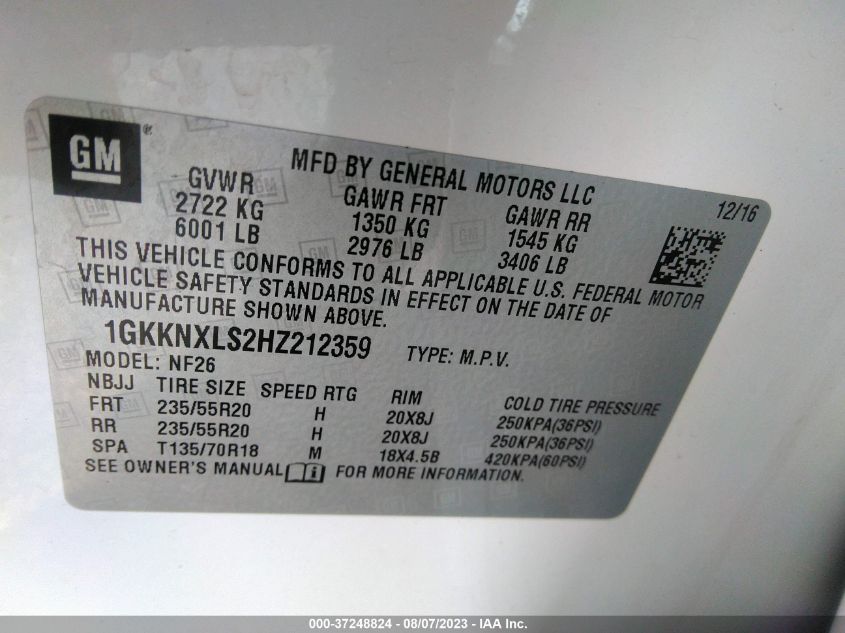 GM ®
MFD BY GENERAL MOTORS LLC
12/16
GVWR GAWR FRT GAWR RR
2722 KG 1350 KG 1545 KG
6001 LB 2976 LB 3406 LB
THIS VEHICLE CONFORMS TO ALL APPLICABLE U.S. FEDERAL MOTOR
VEHICLE SAFETY STANDARDS IN EFFECT ON THE DATE OF
MANUFACTURE SHOWN ABOVE.
1GKKNXLS2HZ212359 TYPE: M.P.V.
MODEL: NF26
NBJJ TIRE SIZE SPEED RTG RIM COLD TIRE PRESSURE
FRT 235/55R20 H 20X8J 250KPA(36PSI)
RR 235/55R20 H 20X8J 250KPA(36PSI)
SPA T135/70R18 M 18X4.5B 420KPA(60PSI)
SEE OWNER'S MANUAL FOR MORE INFORMATION.
000-37248824 - 08/07/2023 - IAA Inc.